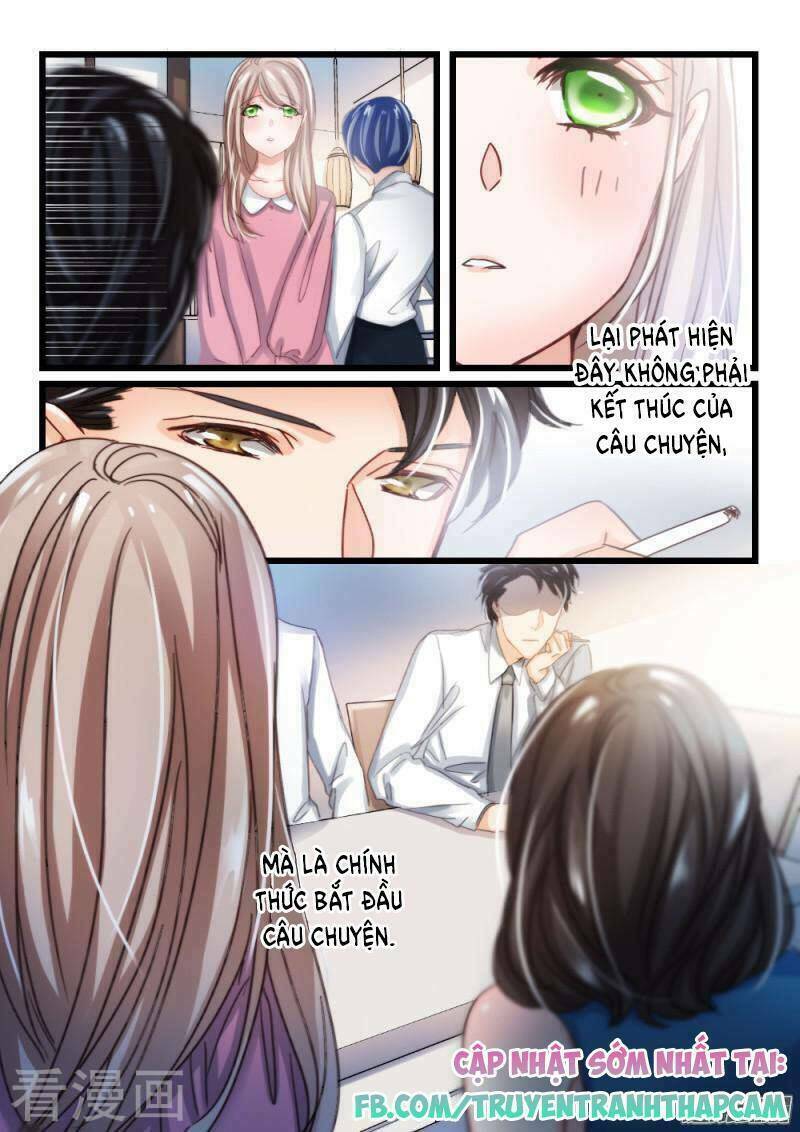 LẠI PHÁT HIỆN
ĐÂY KHÔNG PHẢI
KẾT THÚC CỦA
CÂU CHUYỆN,
MÀ LÀ CHÍNH
THỨC BẮT ĐẦU
CÂU CHUYỆN.
CẬP NHẬT SỚM NHẤT TẠI:
FB.COM/TRUYENTRANHTHAPCAM
看漫画